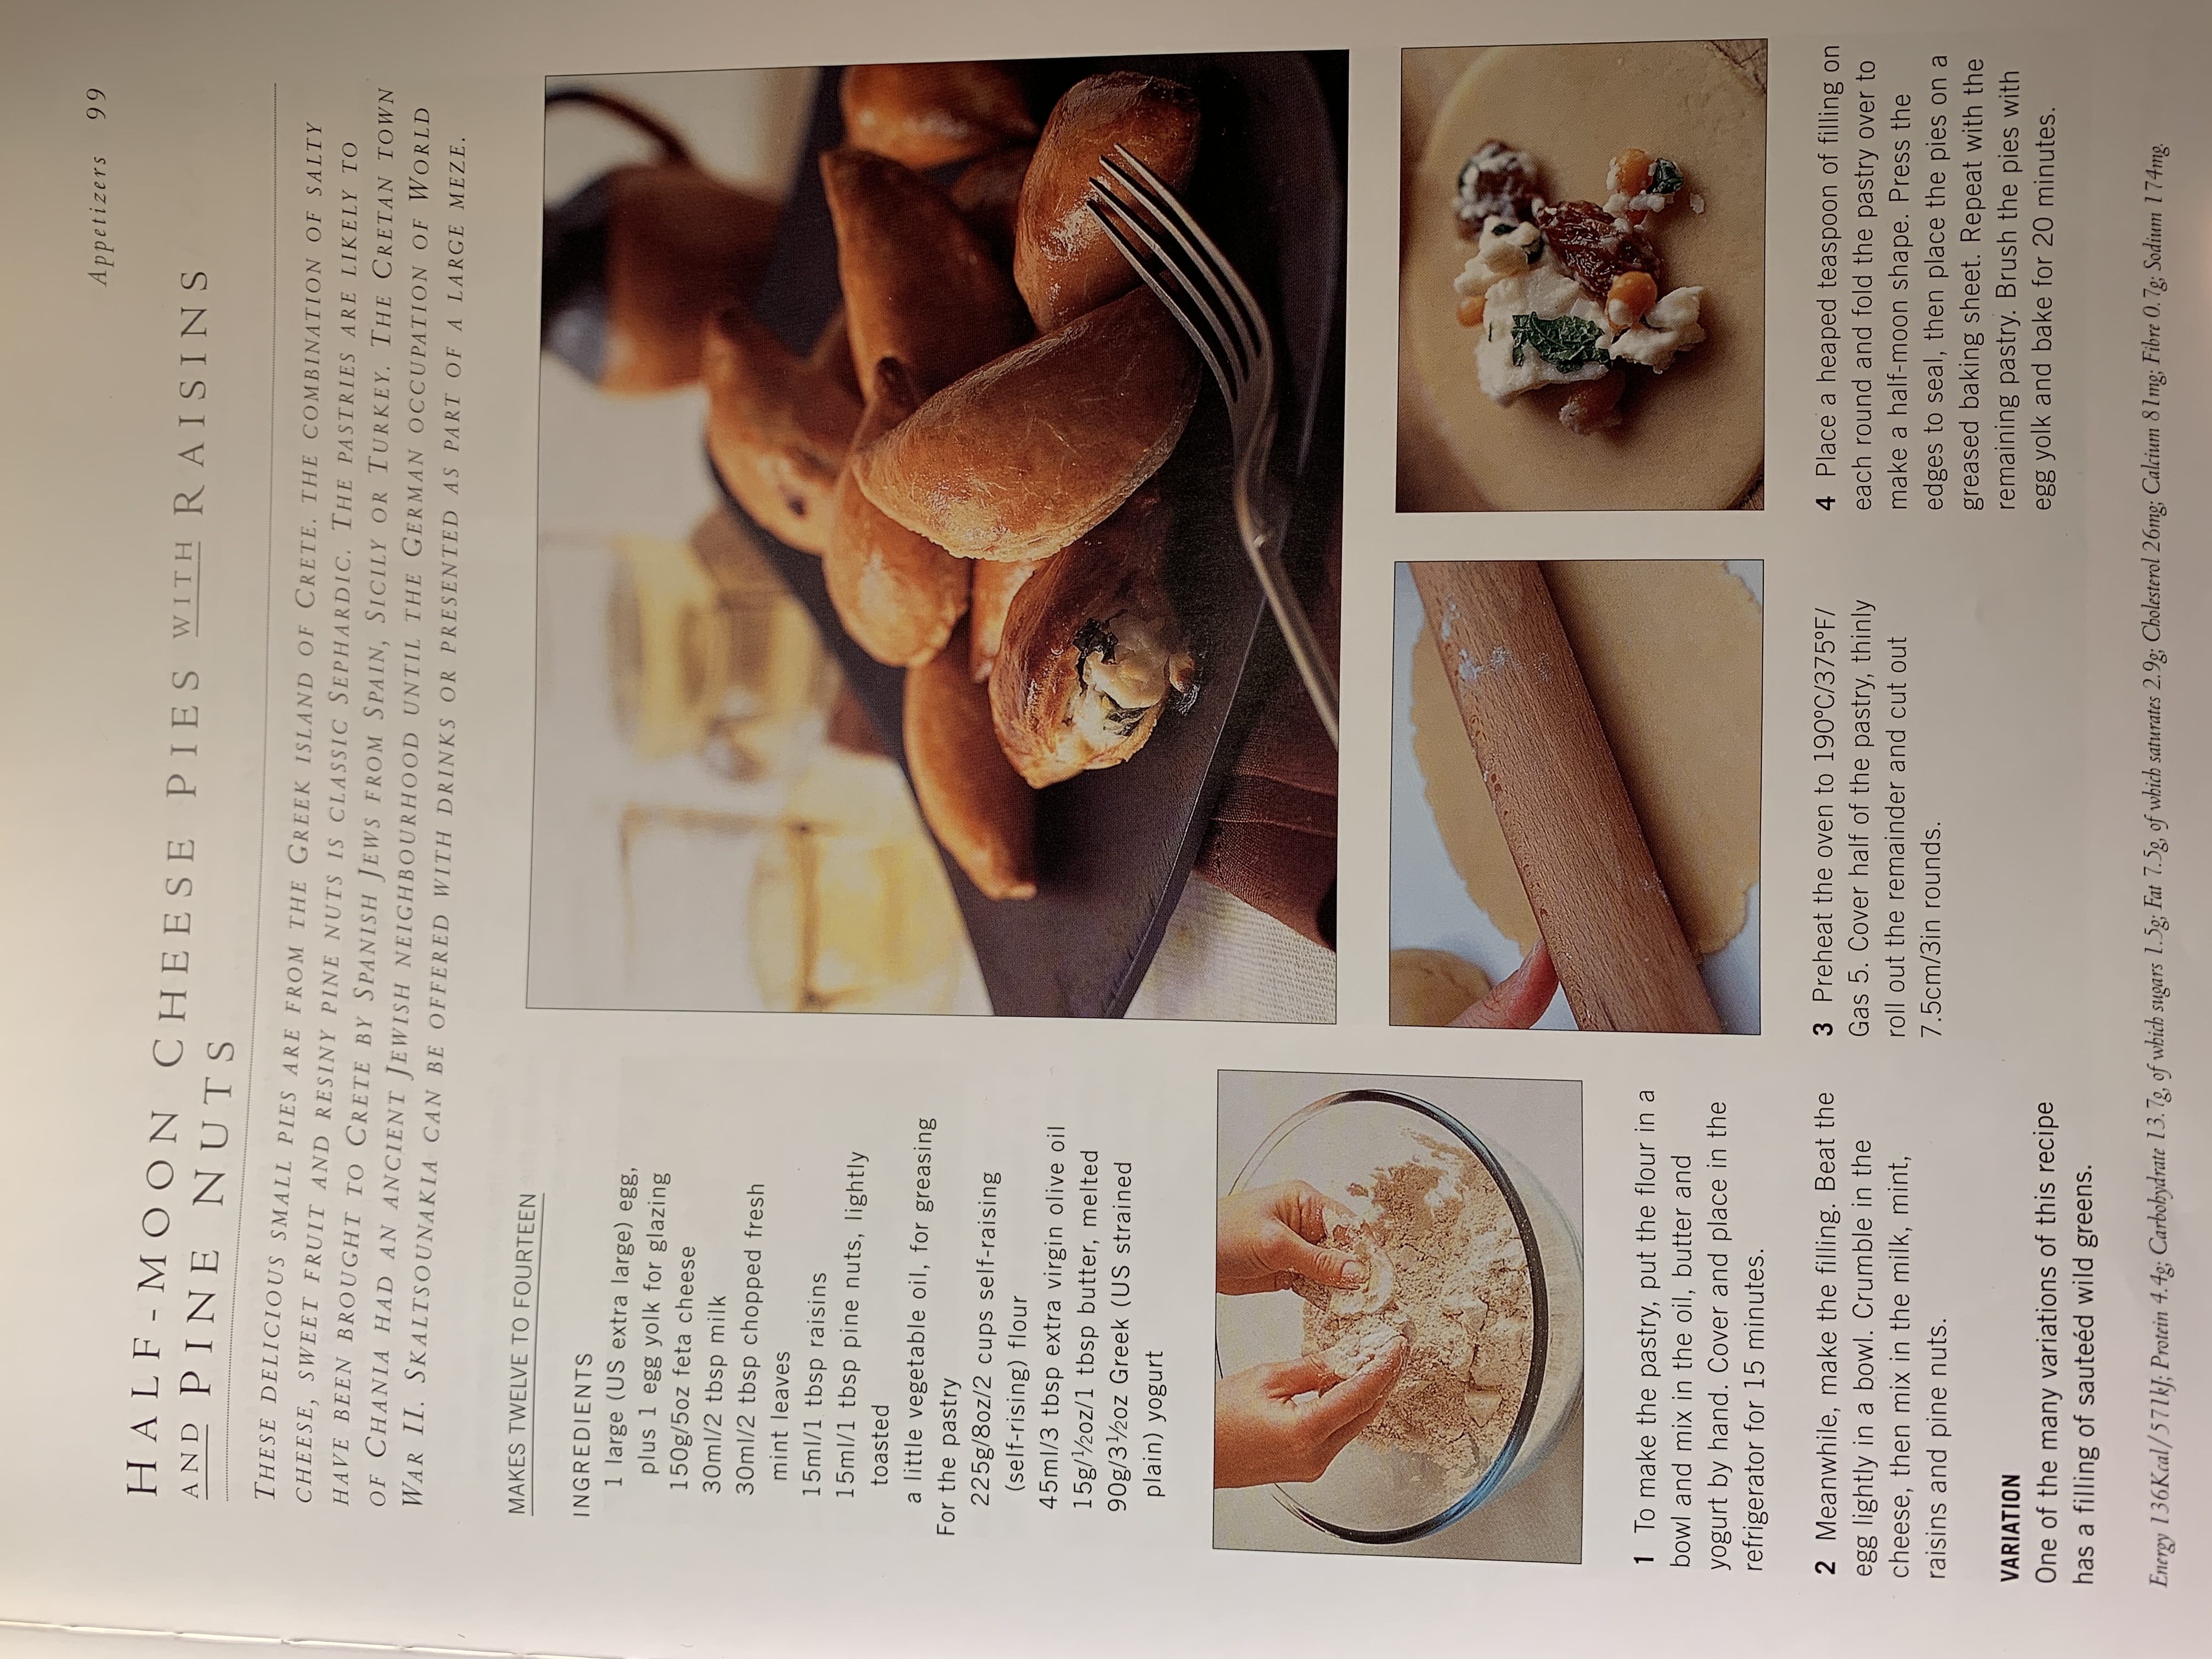 Appetizers 99
HALF-MOON CHEESE PIES WITH RAISINS
AND PINE NUTS
THESE DELICIOUS SMALL PIES ARE FROM THE GREEK ISLAND OF CRETE. THE COMBINATION OF SALTY
CHEESE, SWEET FRUIT AND RESINY PINE NUTS IS CLASSIC SEPHARDIC. THE PASTRIES ARE LIKELY TO
HAVE BEEN BROUGHT TO CRETE BY SPANISH JEWS FROM SPAIN, SICILY OR TURKEY. THE CRETAN TOWN
OF CHANIA HAD AN ANCIENT JEWISH NEIGHBOURHOOD UNTIL THE GERMAN OCCUPATION OF WORLD
WAR II. SKALTSOUNAKIA CAN BE OFFERED WITH DRINKS OR PRESENTED AS PART OF A LARGE MEZE.
MAKES TWELVE TO FOURTEEN
INGREDIENTS
1 large (US extra large) egg,
plus 1 egg yolk for glazing
150g/5oz feta cheese
30ml/2 tbsp milk
30ml/2 tbsp chopped fresh
mint leaves
15ml/1 tbsp raisins
15ml/1 tbsp pine nuts, lightly
toasted
a little vegetable oil, for greasing
For the pastry
225g/8oz/2 cups self-raising
(self-rising) flour
45ml/3 tbsp extra virgin olive oil
15g/½oz/1 tbsp butter, melted
90g/3½oz Greek (US strained
plain) yogurt
1 To make the pastry, put the flour in a
bowl and mix in the oil, butter and
yogurt by hand. Cover and place in the
refrigerator for 15 minutes.
2 Meanwhile, make the filling. Beat the
egg lightly in a bowl. Crumble in the
cheese, then mix in the milk, mint,
raisins and pine nuts.
VARIATION
One of the many variations of this recipe
has a filling of sauteéd wild greens.
3 Preheat the oven to 190ºC/375ºF/
Gas 5. Cover half of the pastry, thinly
roll out the remainder and cut out
7.5cm/3in rounds.
4 Place a heaped teaspoon of filling on
each round and fold the pastry over to
make a half-moon shape. Press the
edges to seal, then place the pies on a
greased baking sheet. Repeat with the
remaining pastry. Brush the pies with
egg yolk and bake for 20 minutes.
Energy 136Kcal/571kJ; Protein 4.4g; Carbohydrate 13.7g, of which sugars 1.5g; Fat 7.5g, of which saturates 2.9g; Cholesterol 26mg; Calcium 81mg; Fibre 0.7g; Sodium 174mg.